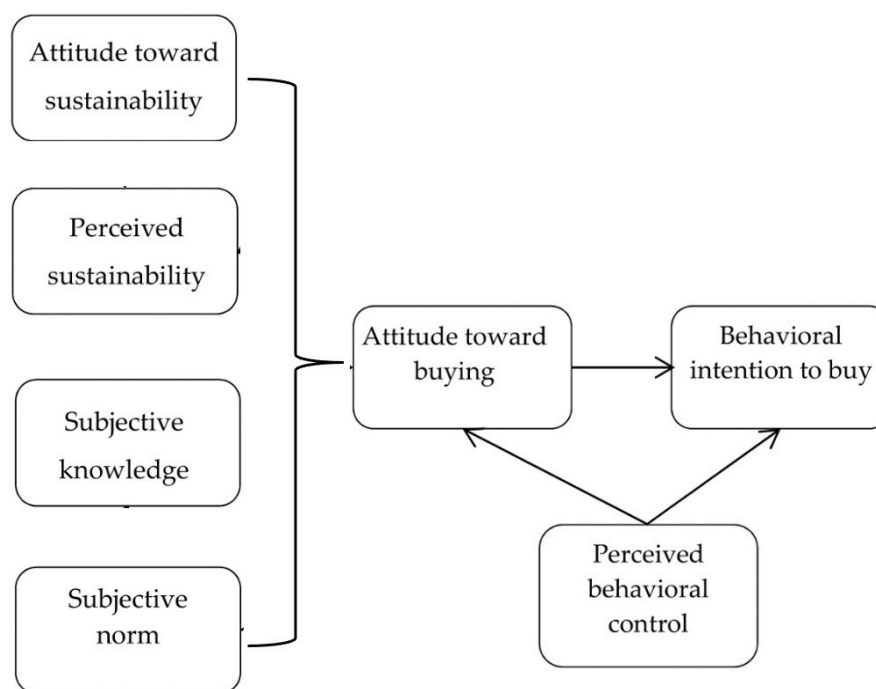 Attitude toward
sustainability
Perceived
sustainability
Subjective
knowledge
Subjective
norm
Attitude toward
buying
Behavioral
intention to buy
Perceived
behavioral
control